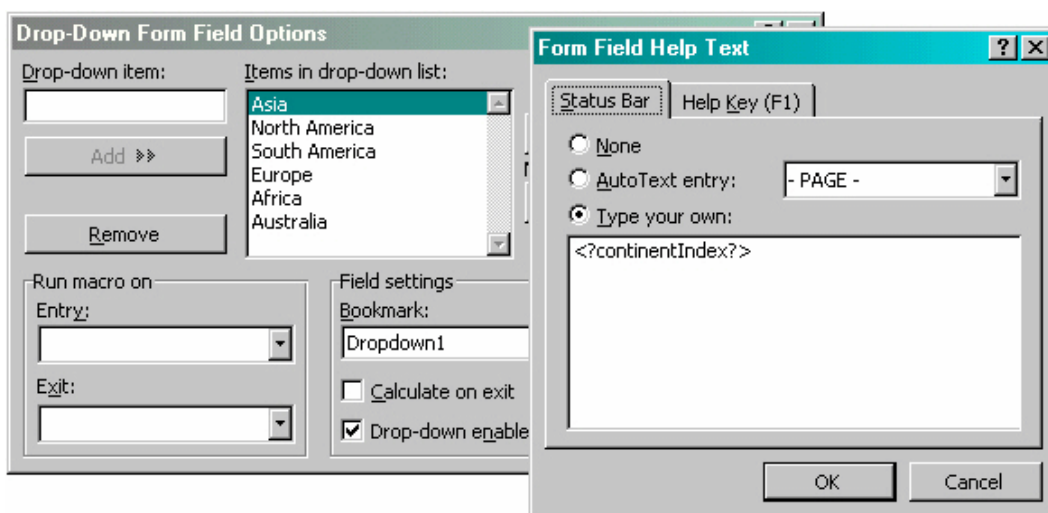 Drop-Down Form Field Options
Drop-down item:
Items in drop-down list:
Asia
North America
South America
Europe
Africa
Australia
Add
Remove
Run macro on
Entry:
Exit:
Field settings
Bookmark:
Dropdown1
Calculate on exit
Drop-down enable
Form Field Help Text
Status Bar
Help Key (F1)
None
AutoText entry:
- PAGE -
Type your own:
<?continentIndex?>
OK
Cancel